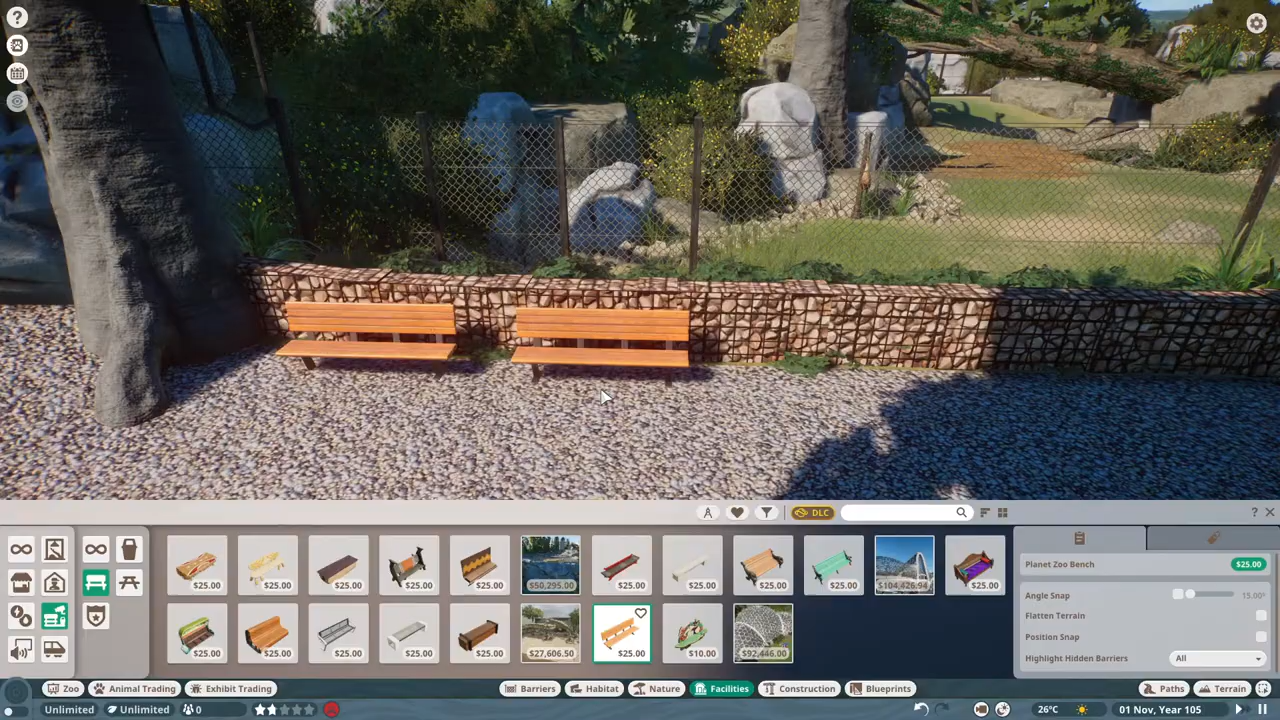 ?
DLC
? ×
$25.00 $25.00 $25.00 $25.00 $25.00 $50,295.00 $25.00 $25.00 $25.00 $25.00 $104,426.94 $25.00
$25.00 $25.00 $25.00 $25.00 $25.00 $27,606.50 $25.00 $10.00 $92,446.00
Planet Zoo Bench $25.00
Angle Snap 15.00°
Flatten Terrain
Position Snap
Highlight Hidden Barriers All
Zoo Animal Trading Exhibit Trading Barriers Habitat Nature Facilities Construction Blueprints Paths Terrain
Unlimited Unlimited 0 26°C 01 Nov, Year 105